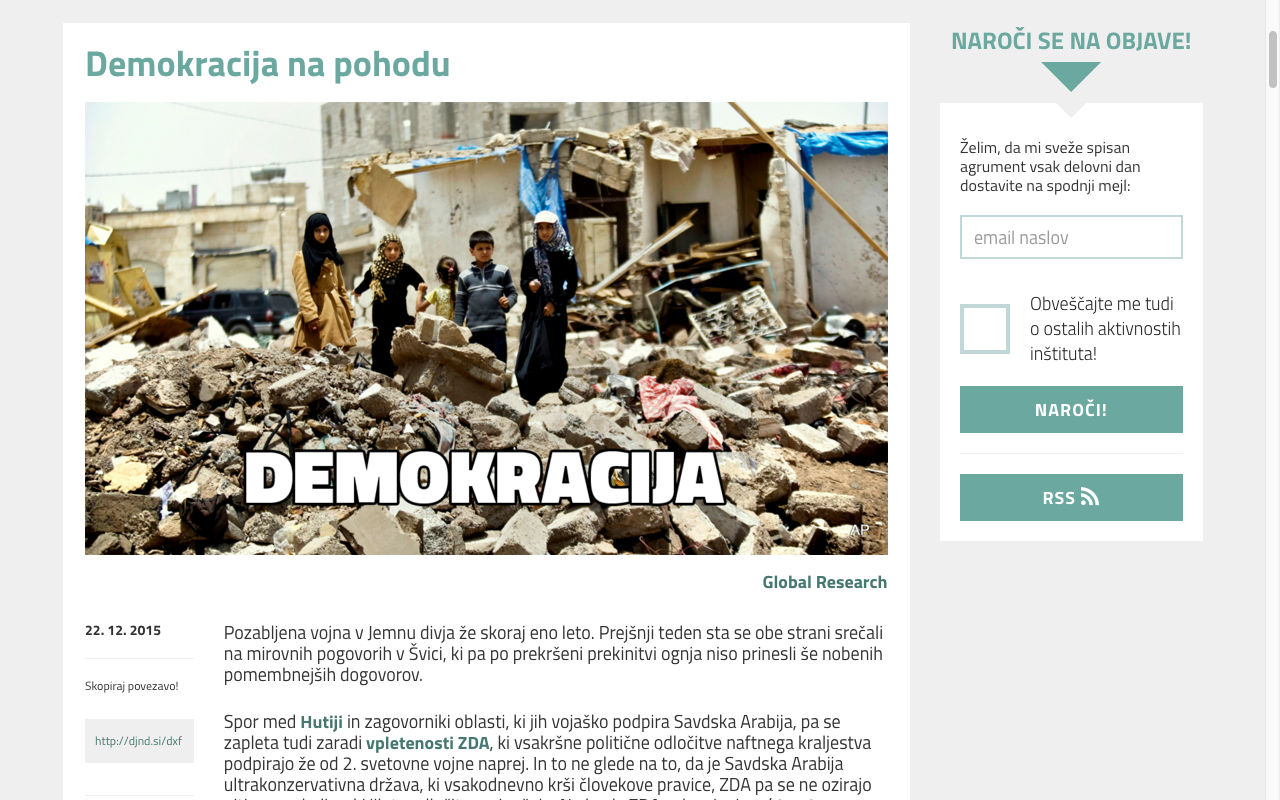 Demokracija na pohodu
DEMOKRACIJA
AP
Global Research
22. 12. 2015
Skopiraj povezavo!
http://djnd.si/dxf
Pozabljena vojna v Jemnu divja že skoraj eno leto. Prejšnji teden sta se obe strani srečali
na mirovnih pogovorih v Švici, ki pa po prekršeni prekinitvi ognja niso prinesli še nobenih
pomembnejših dogovorov.
Spor med Hutiji in zagovorniki oblasti, ki jih vojaško podpira Savdska Arabija, pa se
zapleta tudi zaradi vpletenosti ZDA, ki vsakršne politične odločitve naftnega kraljestva
podpirajo že od 2. svetovne vojne naprej. In to ne glede na to, da je Savdska Arabija
ultrakonzervativna država, ki vsakodnevno krši človekove pravice, ZDA pa se ne ozirajo
NAROČI SE NA OBJAVE!
Želim, da mi sveže spisan
agrument vsak delovni dan
dostavite na spodnji mejl:
email naslov
Obveščajte me tudi
o ostalih aktivnostih
inštituta!
NAROČI!
RSS